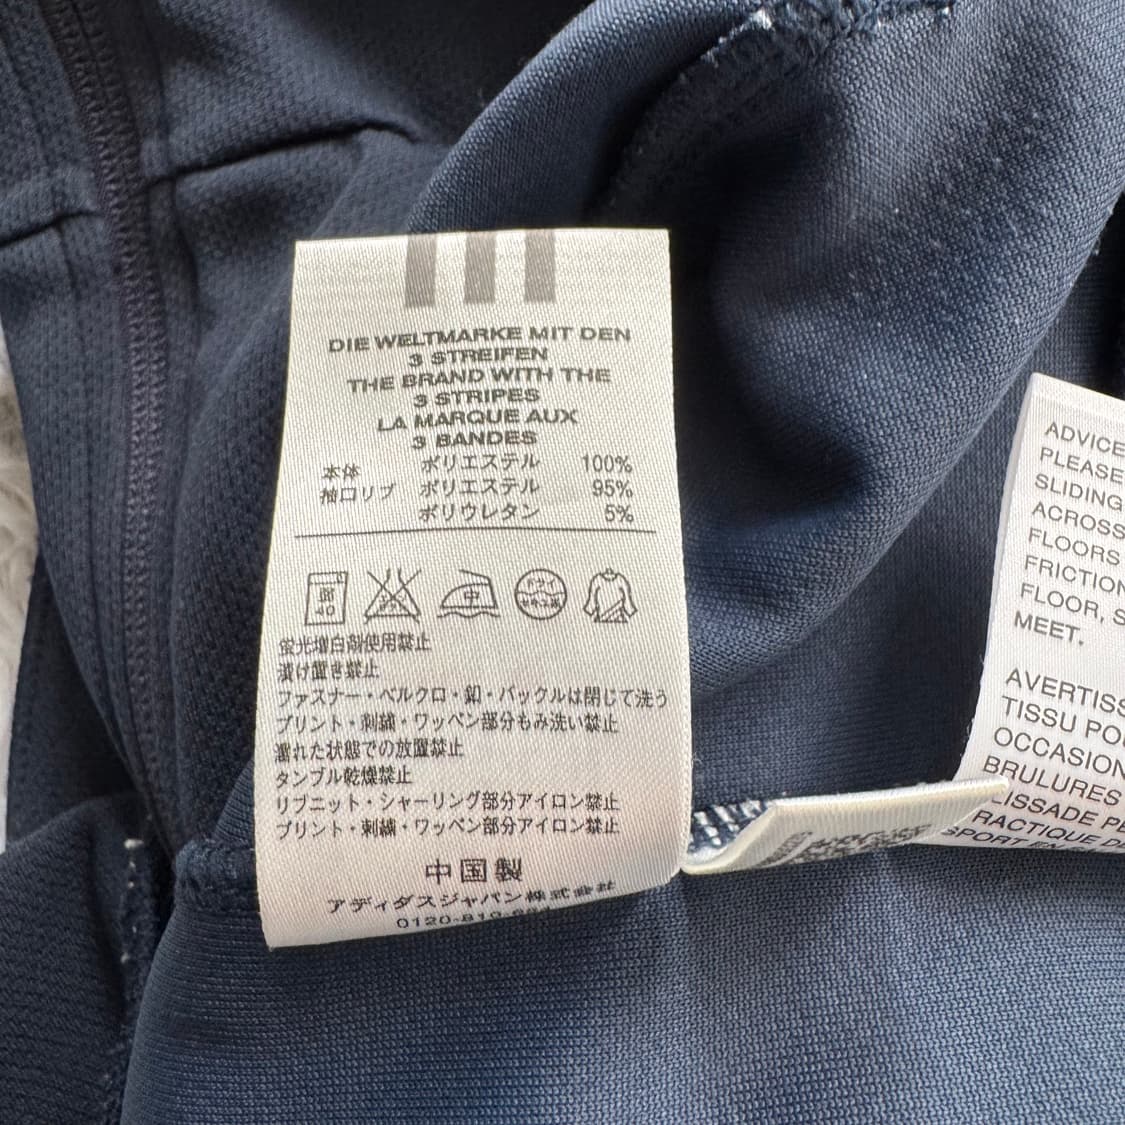 DIE WELTMARKE MIT DEN
3 STREIFEN
THE BRAND WITH THE
3 STRIPES
LA MARQUE AUX
3 BANDES
本体 ポリエステル 100%
袖口リブ ポリエステル 95%
ポリウレタン 5%
40
中
蛍光増白剤使用禁止
漬け置き禁止
ファスナー・ベルクロ・釦・バックルは閉じて洗う
プリント・刺繍・ワッペン部分もみ洗い禁止
濡れた状態での放置禁止
タンブル乾燥禁止
リブニット・シャーリング部分アイロン禁止
プリント・刺繍・ワッペン部分アイロン禁止
中国製
アディダスジャパン株式会社
0120-810-
ADVICE
PLEASE
SLIDING
ACROSS
FLOORS
FRICTION
FLOOR,
MEET.
AVERTISS
TISSU POU
OCCASION
BRULURES
LISSADE PE
RACTIQUE DE
SPORT EN